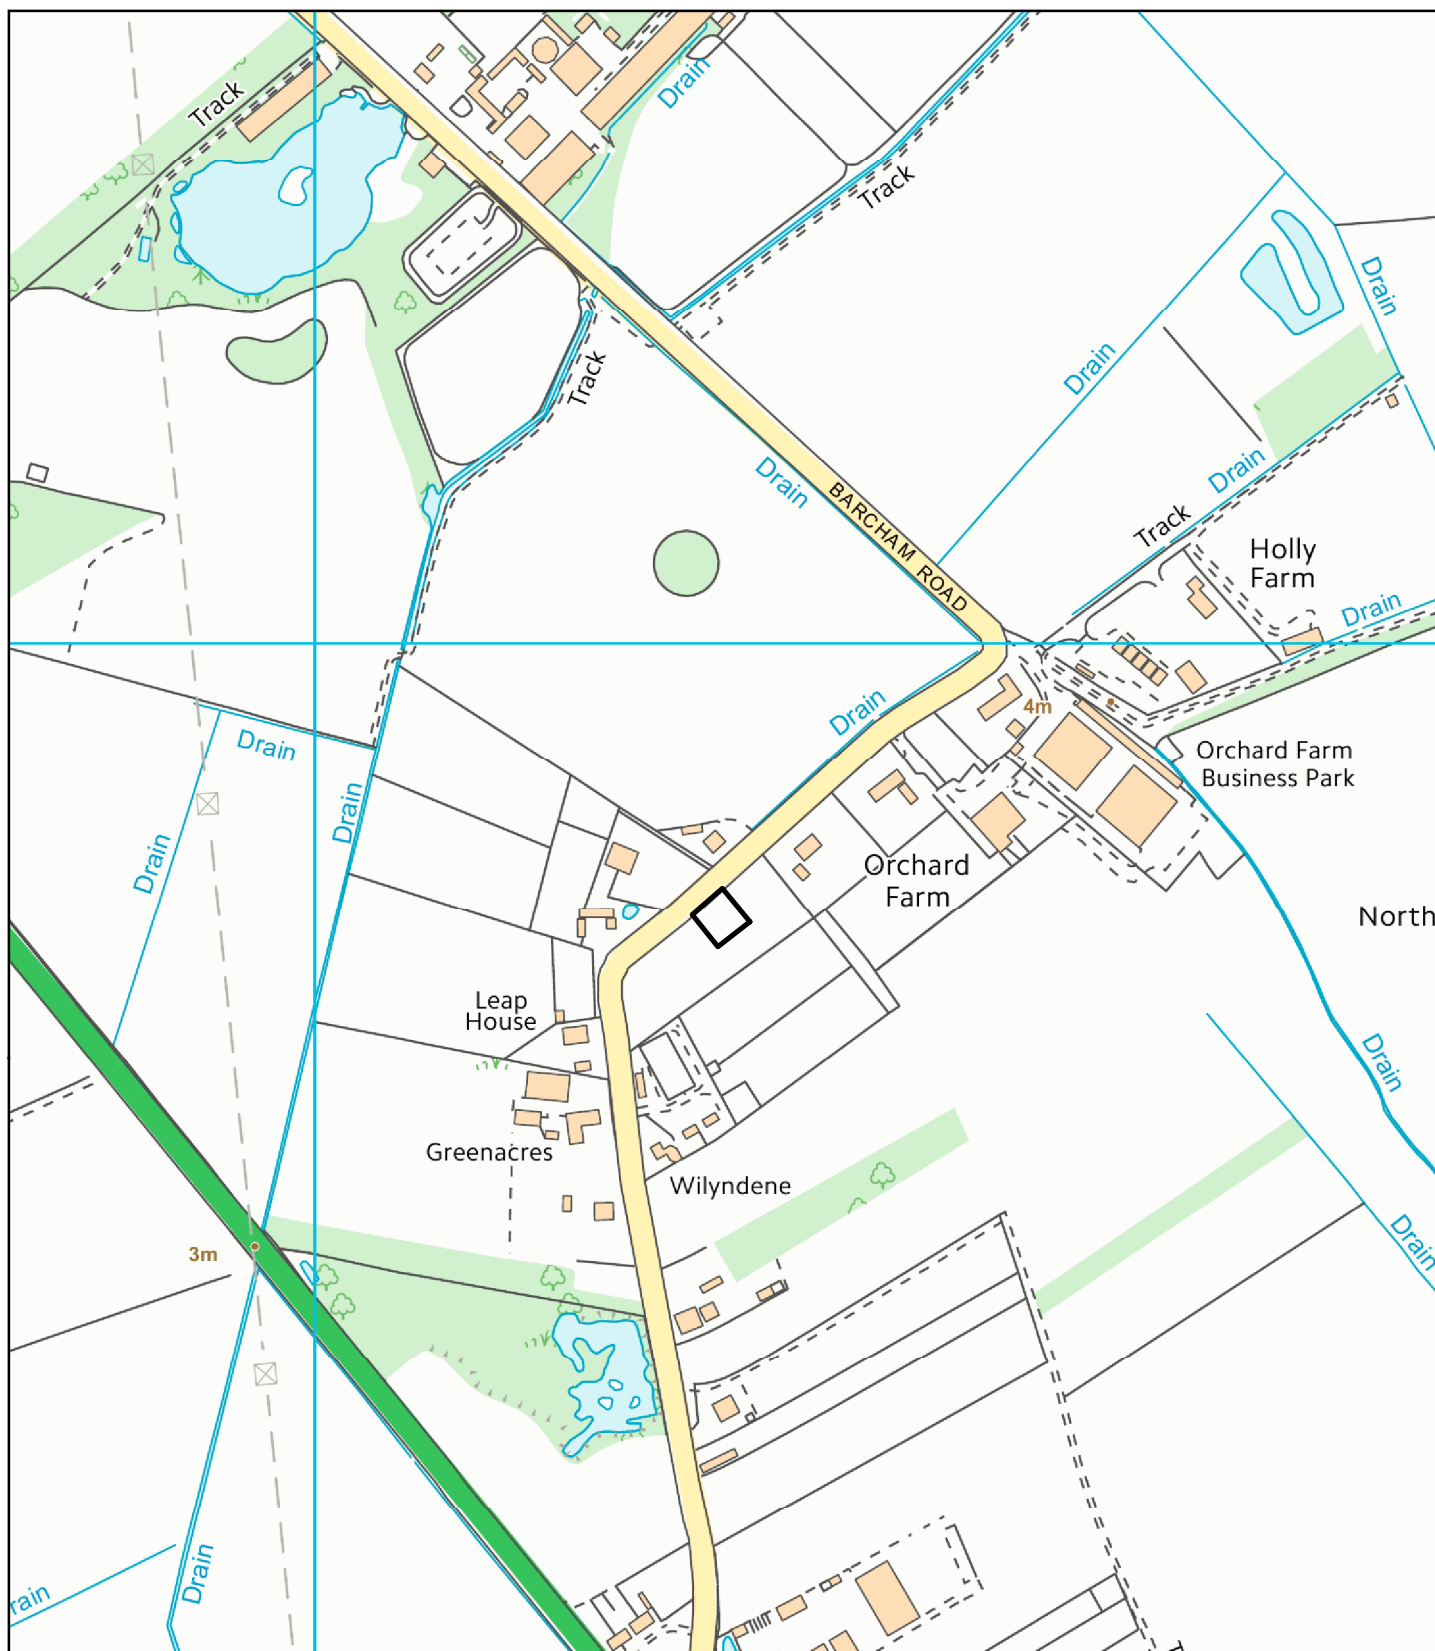 Track
Drain
Track
Drain
Drain
Track
Drain
BARCHAM ROAD
Drain
Track
Holly
Farm
Drain
Drain
4m
Drain
Orchard Farm
Business Park
Drain
Drain
Orchard
Farm
North
Leap
House
Drain
Greenacres
Wilyndene
Drain
3m
Drain
rain
T